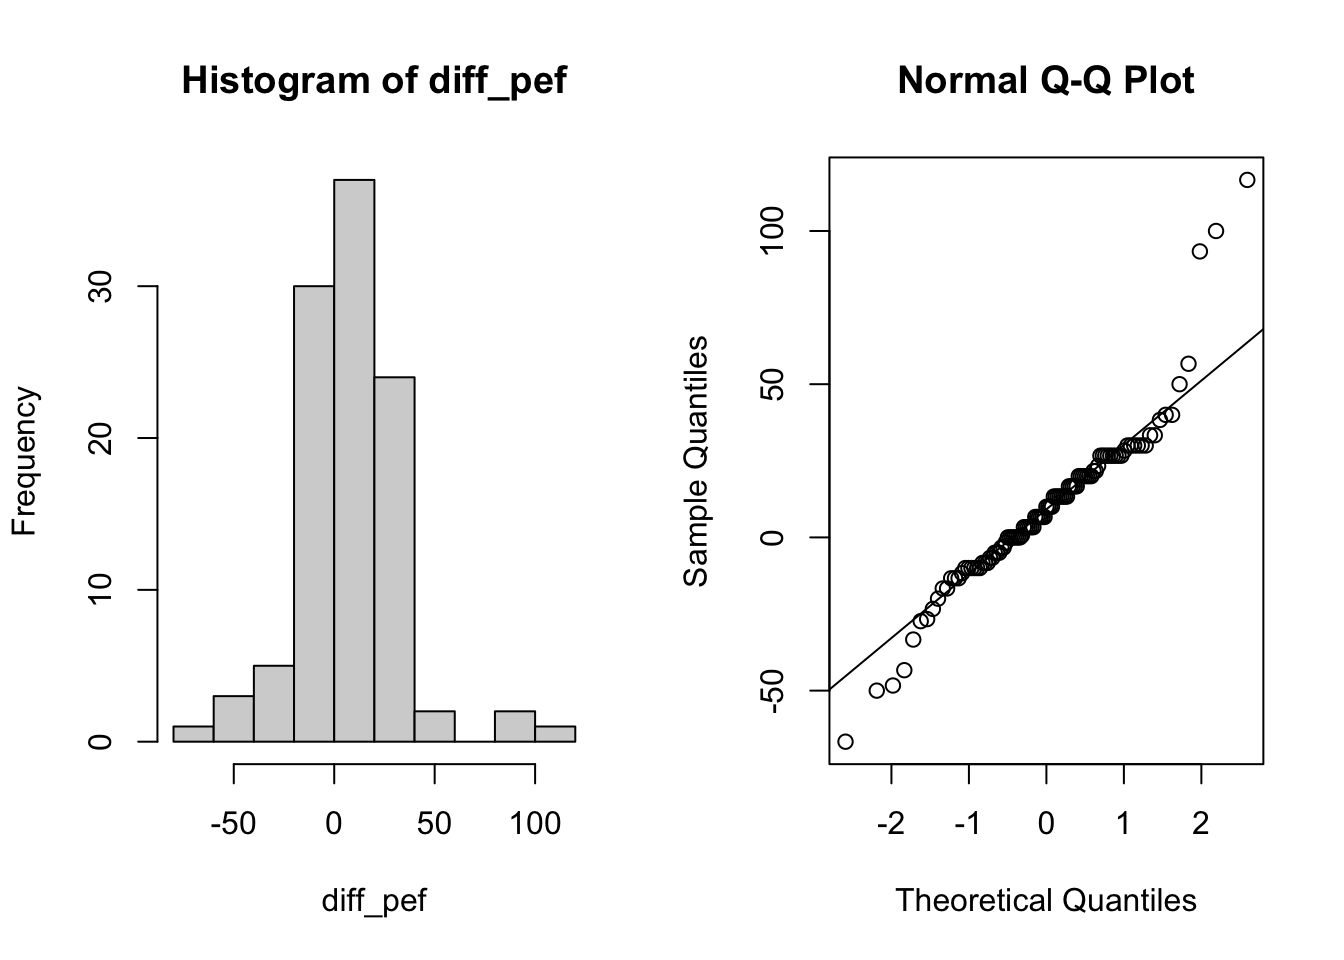 Histogram of diff_pef
Frequency
0
10
20
30
-50 0 50 100
diff_pef
Normal Q-Q Plot
Sample Quantiles
-50
0
50
100
-2 -1 0 1 2
Theoretical Quantiles